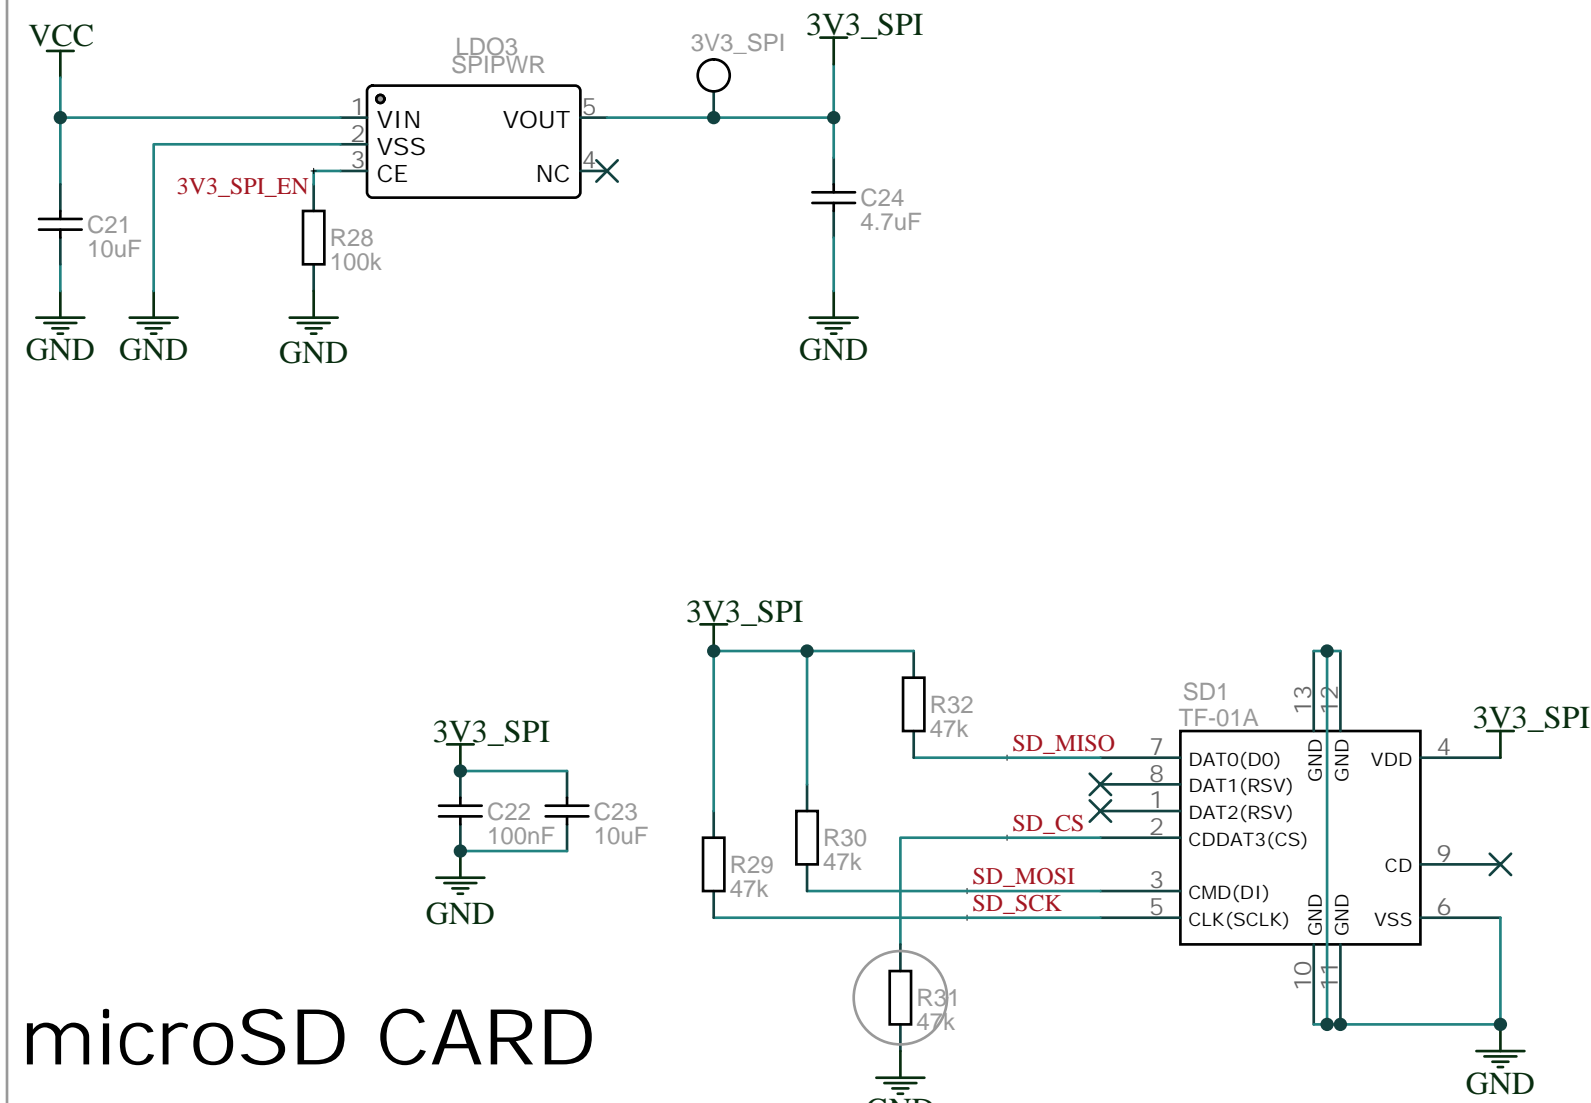 VCC
LDO3
SPIPWR
3V3_SPI
3V3_SPI
1
VIN
VOUT
5
2
VSS
3
CE
NC
4
3V3_SPI_EN
C21
10uF
R28
100k
C24
4.7uF
GND
GND
GND
GND
3V3_SPI
R32
47k
SD1
TF-01A
13
12
3V3_SPI
3V3_SPI
SD_MISO
7
DAT0(D0)
GND
GND
VDD
4
8
DAT1(RSV)
1
DAT2(RSV)
SD_CS
2
CDDAT3(CS)
C22
100nF
C23
10uF
R30
47k
R29
47k
CD
9
SD_MOSI
3
CMD(DI)
SD_SCK
5
CLK(SCLK)
GND
GND
VSS
6
GND
10
11
R31
47k
microSD CARD
GND
GND